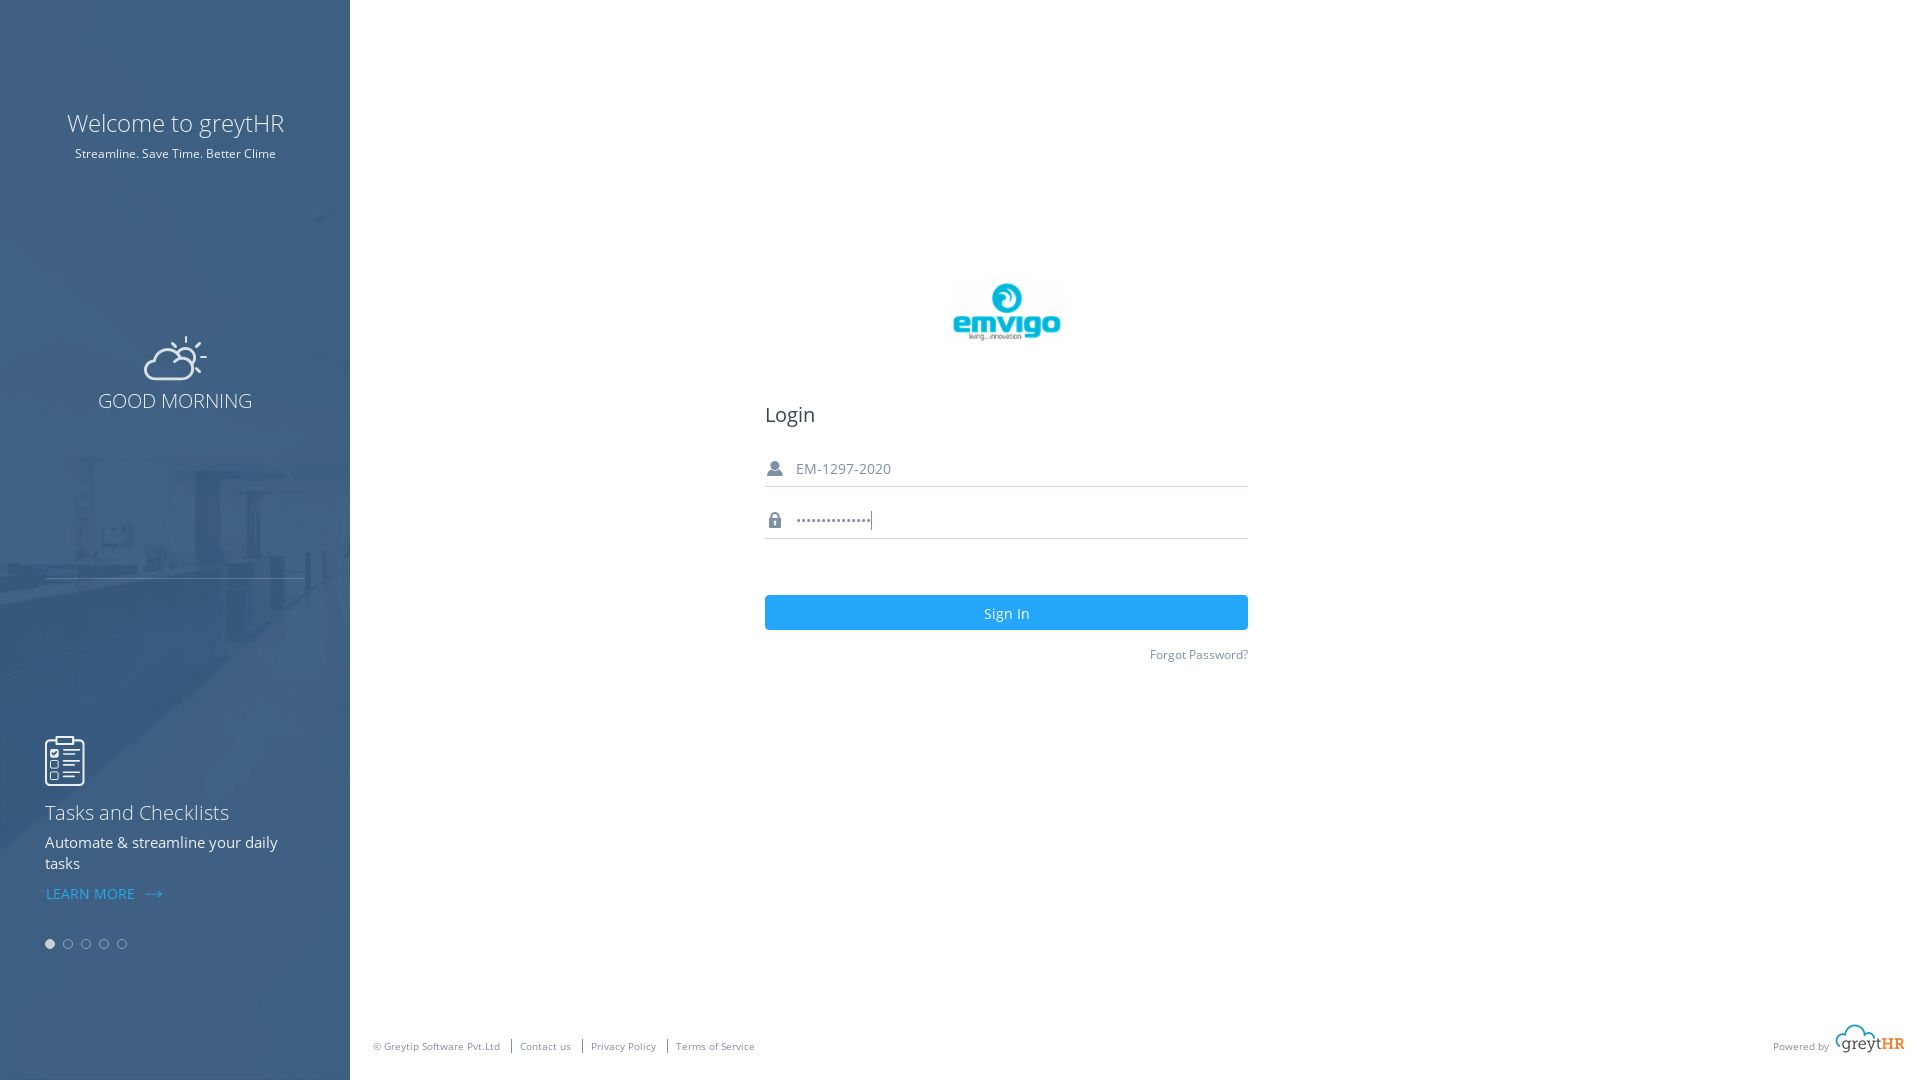 Welcome to greytHR
Streamline. Save Time. Better Clime
GOOD MORNING
Tasks and Checklists
Automate & streamline your daily
tasks
LEARN MORE
emvigo
living...innovation
Login
EM-1297-2020
•••••••••••••••
Sign In
Forgot Password?
© Greytip Software Pvt.Ltd
Contact us
Privacy Policy
Terms of Service
Powered by greytHR